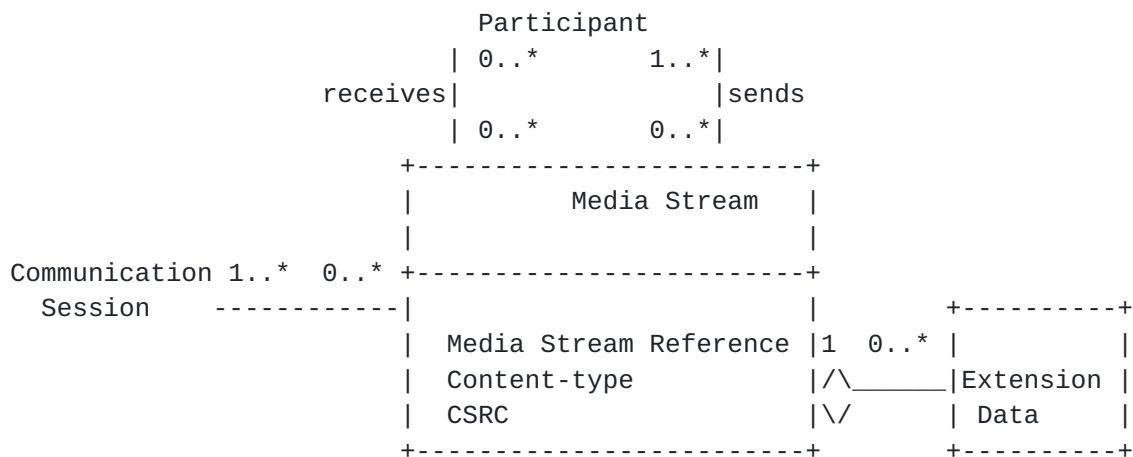 Participant
| 0..*       1..*|
receives|                |sends
| 0..*       0..*|
+-------------------------+
|          Media Stream   |
|                         |
Communication 1..*  0..* +-------------------------+
Session    ------------|                         |        +----------+
|  Media Stream Reference |1  0..* |          |
|  Content-type           |/\______|Extension |
|  CSRC                   |\/      | Data     |
+-------------------------+        +----------+